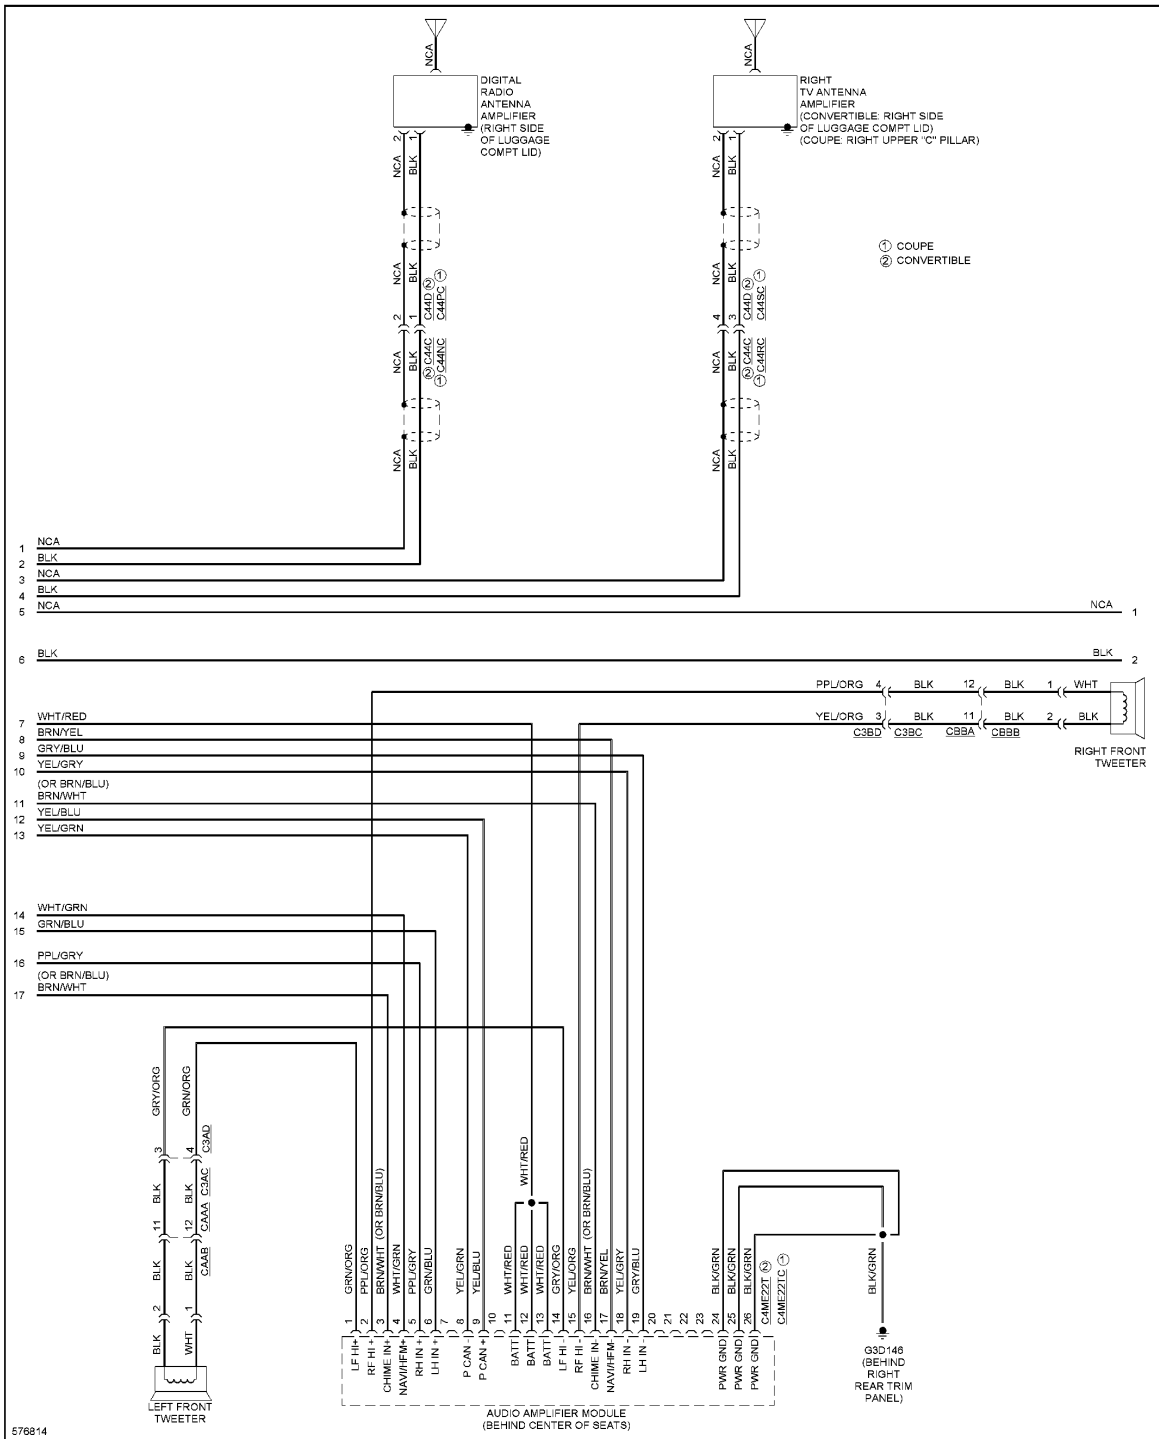 NCA
NCA
DIGITAL
RADIO
ANTENNA
AMPLIFIER
(RIGHT SIDE
OF LUGGAGE
COMPT LID)
RIGHT
TV ANTENNA
AMPLIFIER
(CONVERTIBLE: RIGHT SIDE
OF LUGGAGE COMPT LID)
(COUPE: RIGHT UPPER "C" PILLAR)
2 1
2 1
NCA BLK
NCA BLK
① COUPE
② CONVERTIBLE
NCA BLK
NCA BLK
C44D ②
C44PC ①
C44D ②
C44SC ①
2 1
4 3
② C44C
① C44NC
② C44C
① C44RC
NCA BLK
NCA BLK
NCA BLK
NCA BLK
1 NCA
2 BLK
3 NCA
4 BLK
5 NCA
NCA 1
6 BLK
BLK 2
PPL/ORG 4 BLK 12 BLK 1 WHT
YEL/ORG 3 BLK 11 BLK 2 BLK
C3BD C3BC CBBA CBBB
RIGHT FRONT
TWEETER
7 WHT/RED
8 BRN/YEL
9 GRY/BLU
10 YEL/GRY
(OR BRN/BLU)
11 BRN/WHT
12 YEL/BLU
13 YEL/GRN
14 WHT/GRN
15 GRN/BLU
16 PPL/GRY
(OR BRN/BLU)
17 BRN/WHT
GRY/ORG
GRN/ORG
3 4 C3AD
BLK BLK C3AC
CAAA
11 12
BLK BLK CAAB
2 1
BLK WHT
LEFT FRONT
TWEETER
WHT/RED
GRN/ORG
PPL/ORG
BRN/WHT (OR BRN/BLU)
WHT/GRN
PPL/GRY
GRN/BLU
YEL/GRN
YEL/BLU
WHT/RED
WHT/RED
WHT/RED
GRY/ORG
YEL/ORG
BRN/WHT (OR BRN/BLU)
BRN/YEL
YEL/GRY
GRY/BLU
BLK/GRN
BLK/GRN
BLK/GRN
C4ME22T ②
C4ME22TC ①
BLK/GRN
1 2 3 4 5 6 7 8 9 10 11 12 13 14 15 16 17 18 19 20 21 22 23 24 25 26
LF HI+
RF HI +
CHIME IN+
NAVI/HFM+
RH IN +
LH IN +
P CAN -
P CAN +
BATT
BATT
BATT
LF HI -
RF HI -
CHIME IN-
NAVI/HFM-
RH IN -
LH IN -
PWR GND
PWR GND
PWR GND
G3D146
(BEHIND
RIGHT
REAR TRIM
PANEL)
AUDIO AMPLIFIER MODULE
(BEHIND CENTER OF SEATS)
576814